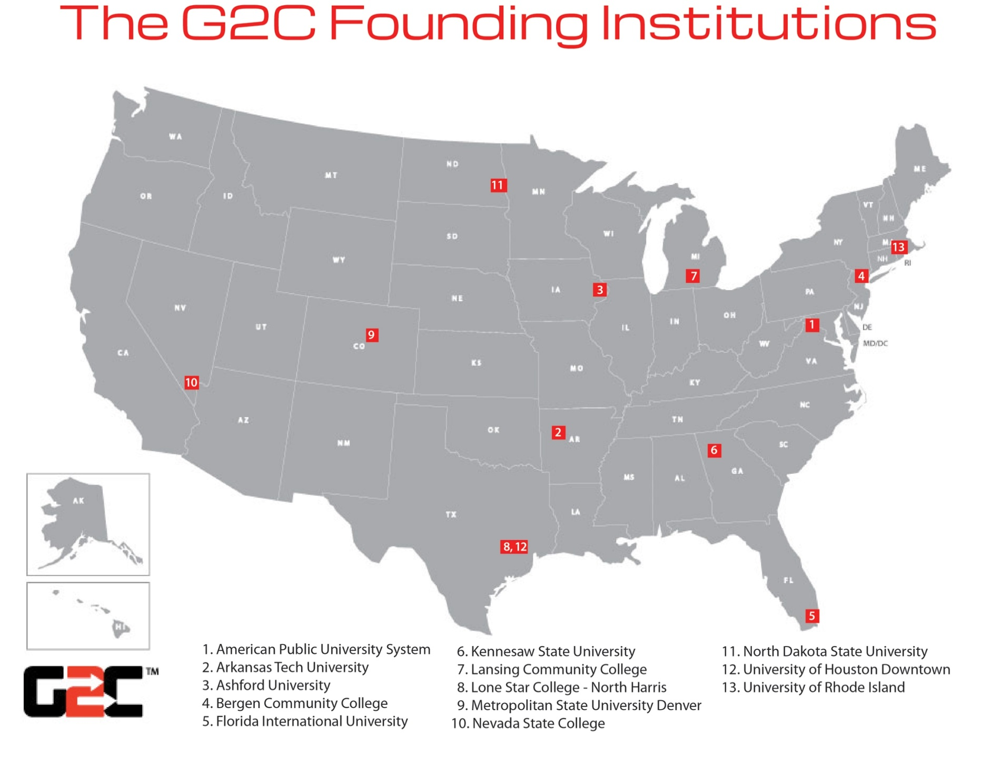 The G2C Founding Institutions
WA
MT
ND
MN
OR
ID
11
ME
VT
NH
SD
WI
WY
MI
NY
MA
13
NH
RI
7
4
IA
3
NE
PA
NV
UT
CO
9
IL
IN
OH
NJ
1
DE
MD/DC
WV
VA
CA
KS
MO
KY
10
AZ
NM
OK
2
AR
TN
NC
6
SC
GA
MS
AL
AK
TX
LA
8, 12
FL
5
HI
1. American Public University System
2. Arkansas Tech University
3. Ashford University
4. Bergen Community College
5. Florida International University
6. Kennesaw State University
7. Lansing Community College
8. Lone Star College - North Harris
9. Metropolitan State University Denver
10. Nevada State College
11. North Dakota State University
12. University of Houston Downtown
13. University of Rhode Island
G2C TM